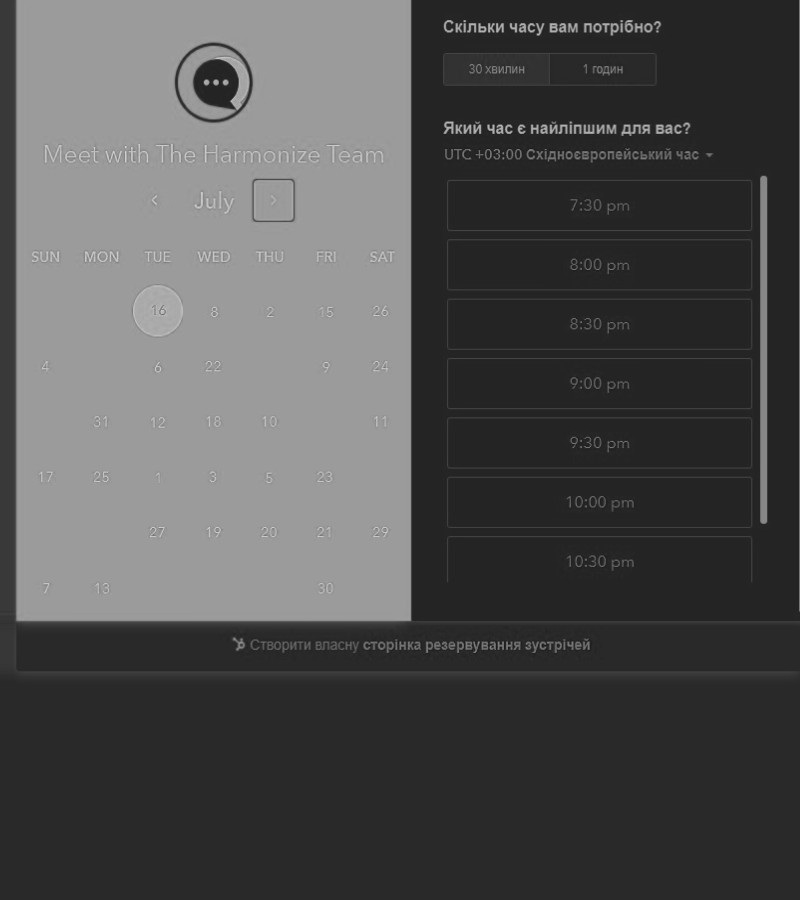 Meet with The Harmonize Team
‹ July ›
SUN MON TUE WED THU FRI SAT
16 8 2 15 26
4 6 22 9 24
31 12 18 10 11
17 25 1 3 5 23
27 19 20 21 29
7 13 30
Скільки часу вам потрібно?
30 хвилин 1 годин
Який час є найліпшим для вас?
UTC +03:00 Східноєвропейський час
7:30 pm
8:00 pm
8:30 pm
9:00 pm
9:30 pm
10:00 pm
10:30 pm
Створити власну сторінка резервування зустрічей